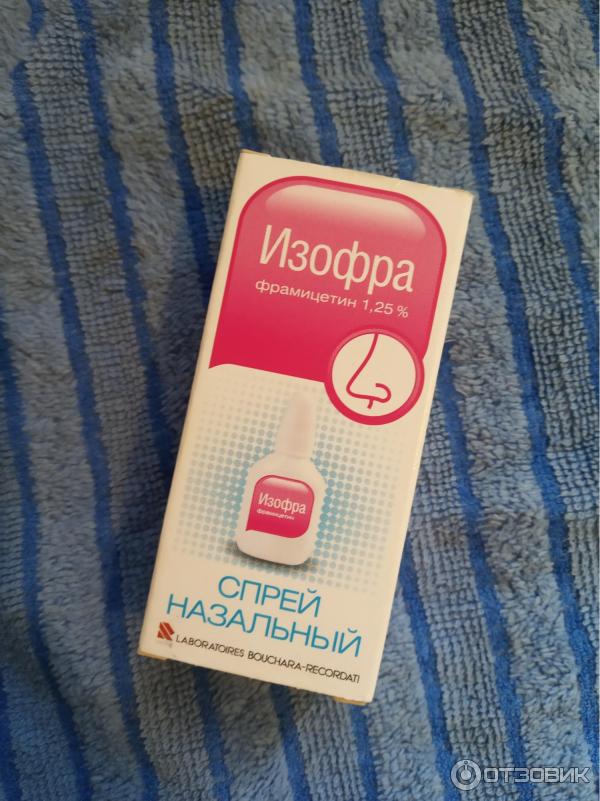 Изофра
фрамицетин 1,25 %
Изофра
фрамицетин
СПРЕЙ
НАЗАЛЬНЫЙ
LABORATOIRES BOUCHARA-RECORDATI
ОТЗОВИК